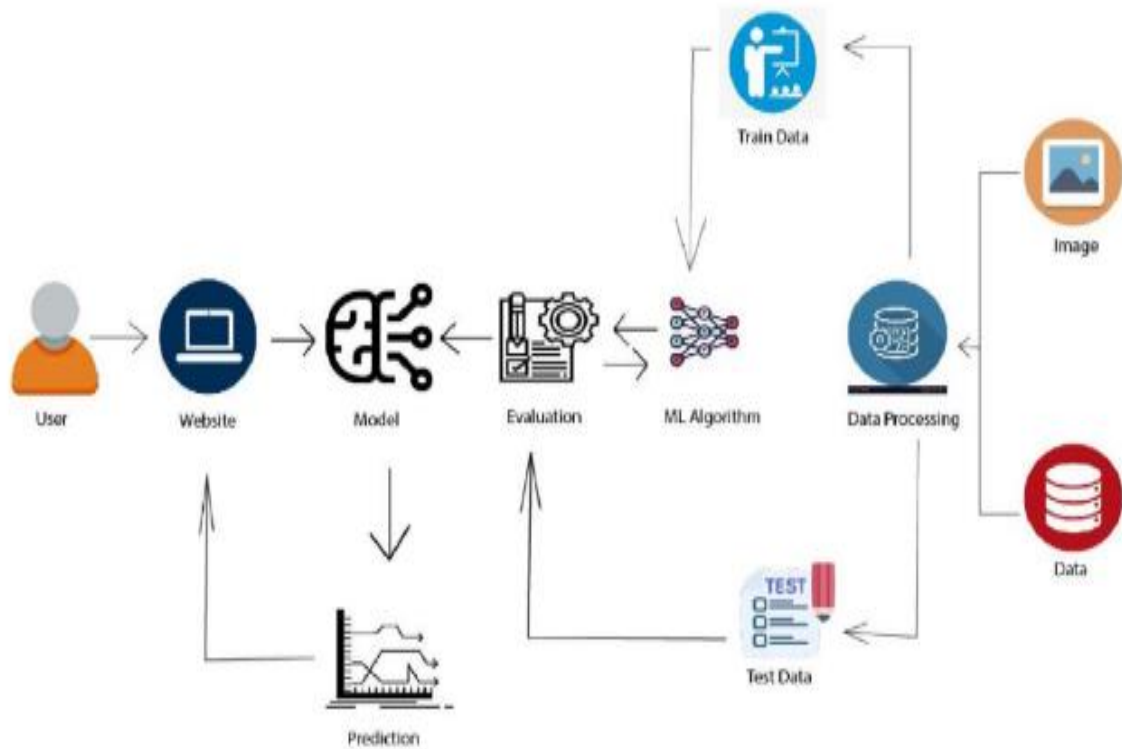 Train Data
Image
User
Website
Model
Evaluation
ML Algorithm
Data Processing
TEST
Data
Test Data
Prediction